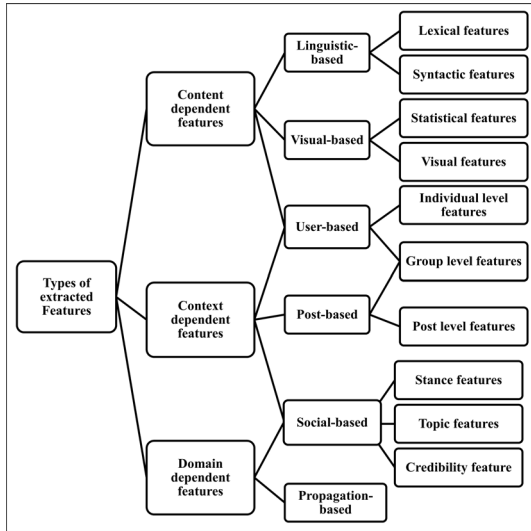 Types of
extracted
Features
Content
dependent
features
Context
dependent
features
Domain
dependent
features
Linguistic-
based
Visual-based
User-based
Post-based
Social-based
Propagation-
based
Lexical features
Syntactic features
Statistical features
Visual features
Individual level
features
Group level features
Post level features
Stance features
Topic features
Credibility feature